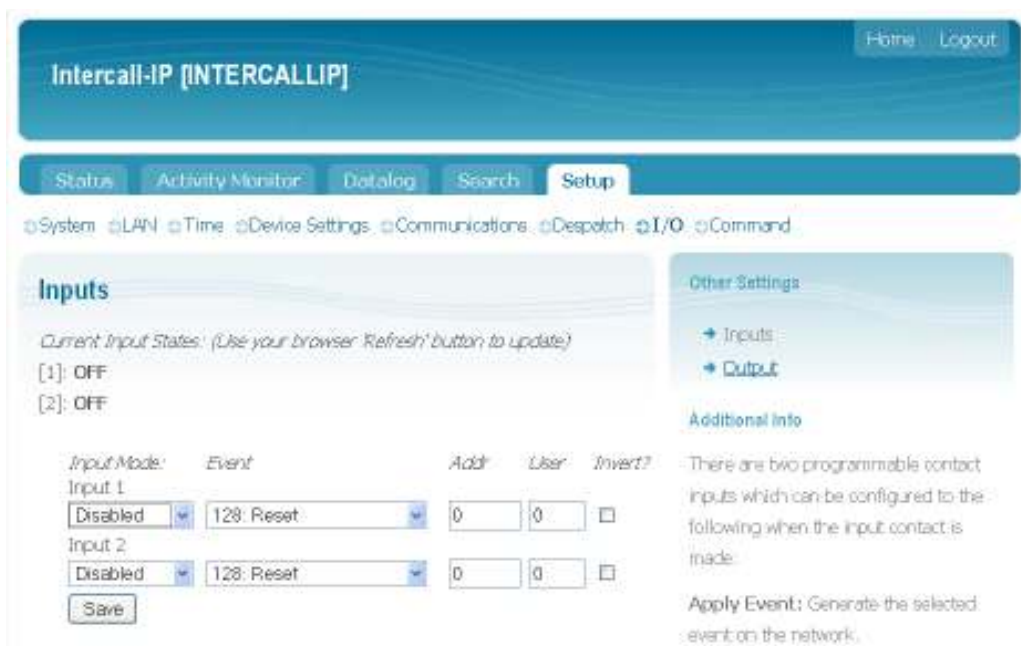 Home Logout
Intercall-IP [INTERCALLIP]
Status Activity Monitor Datalog Search Setup
System LAN Time Device Settings Communications Despatch I/O Command
Inputs
Current Input States: (Use your browser 'Refresh' button to update)
[1]: OFF
[2]: OFF
Input Mode: Event Addr User Invert?
Input 1
Disabled 128: Reset 0 0
Input 2
Disabled 128: Reset 0 0
Save
Other Settings
Inputs
Output
Additional Info
There are two programmable contact
inputs which can be configured to the
following when the input contact is
made:
Apply Event: Generate the selected
event on the network.